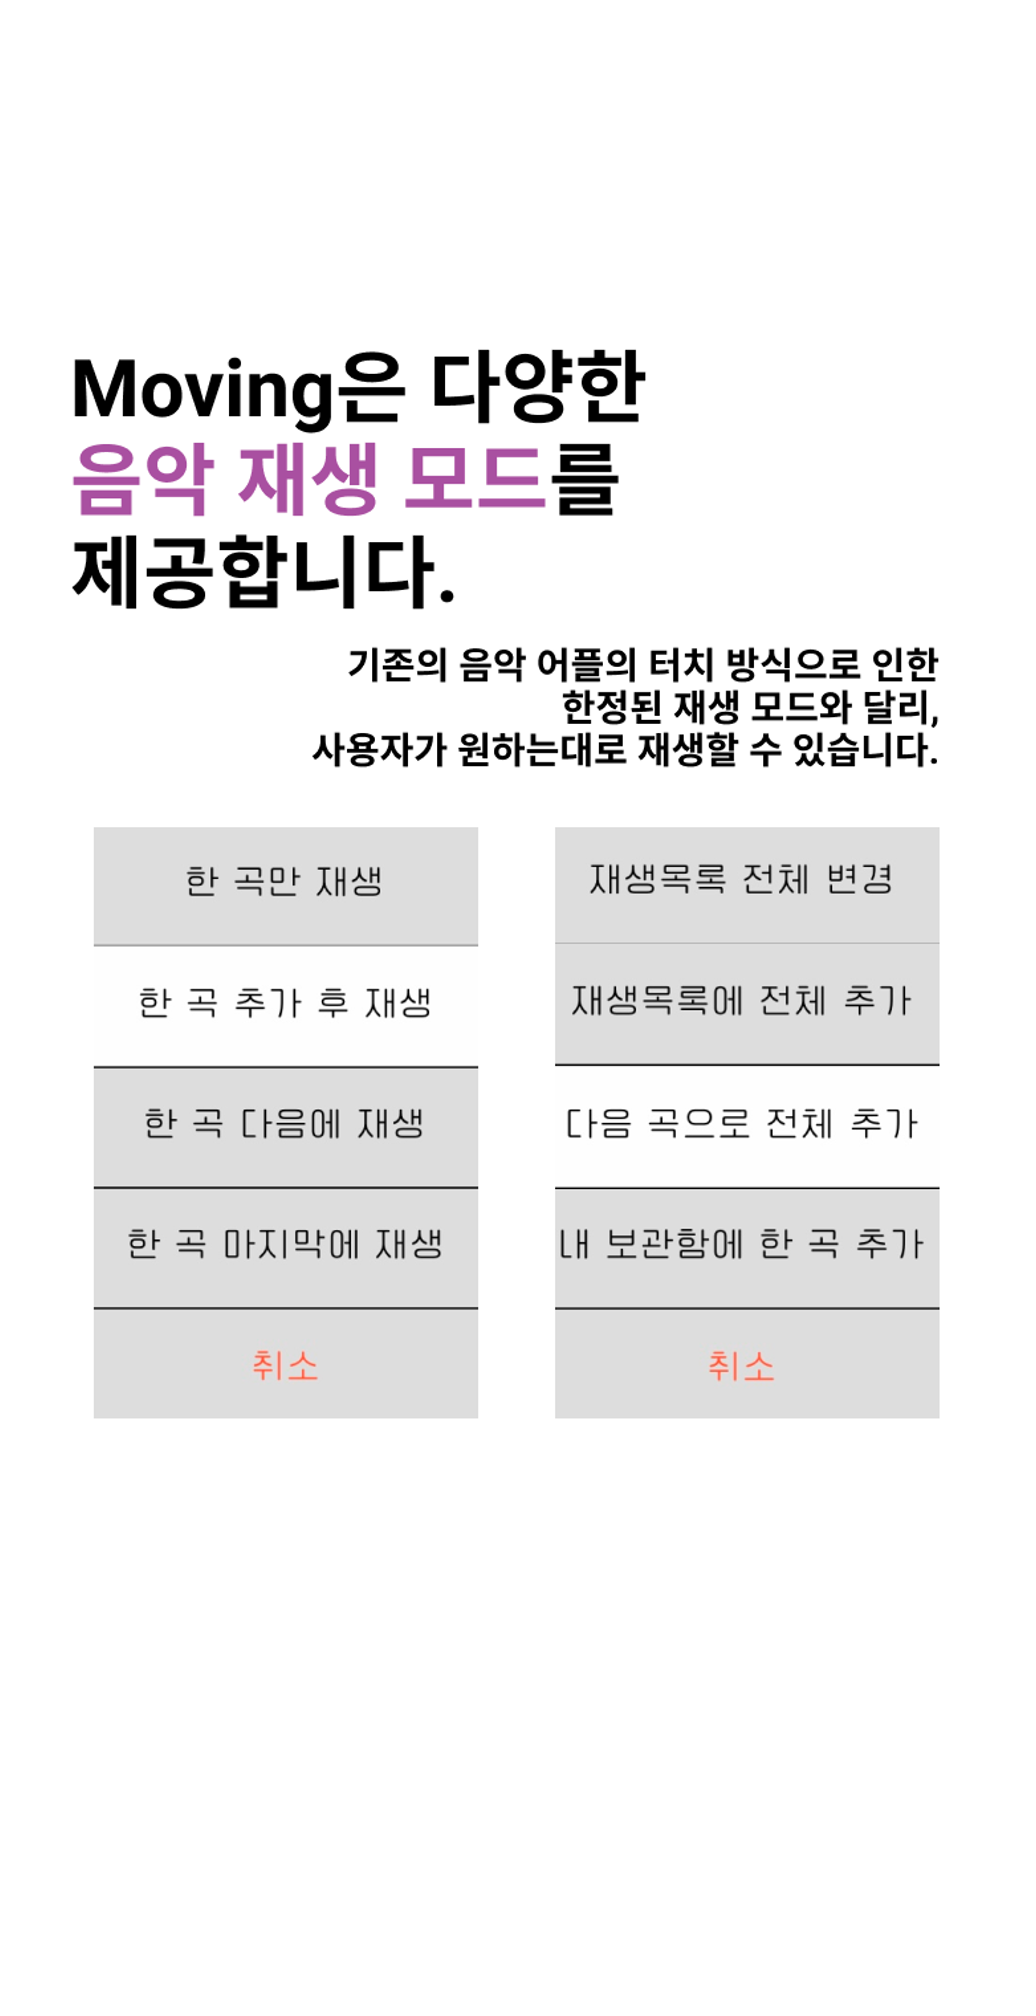 Moving은 다양한
음악 재생 모드를
제공합니다.
기존의 음악 어플의 터치 방식으로 인한
한정된 재생 모드와 달리,
사용자가 원하는대로 재생할 수 있습니다.
한 곡만 재생
한 곡 추가 후 재생
한 곡 다음에 재생
한 곡 마지막에 재생
취소
재생목록 전체 변경
재생목록에 전체 추가
다음 곡으로 전체 추가
내 보관함에 한 곡 추가
취소